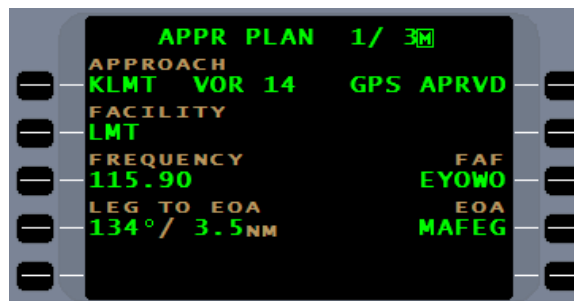 APPR PLAN 1/ 3M
APPROACH
KLMT VOR 14 GPS APRVD
FACILITY
LMT
FREQUENCY FAF
115.90 EYOWO
LEG TO EOA EOA
134°/ 3.5NM MAFEG